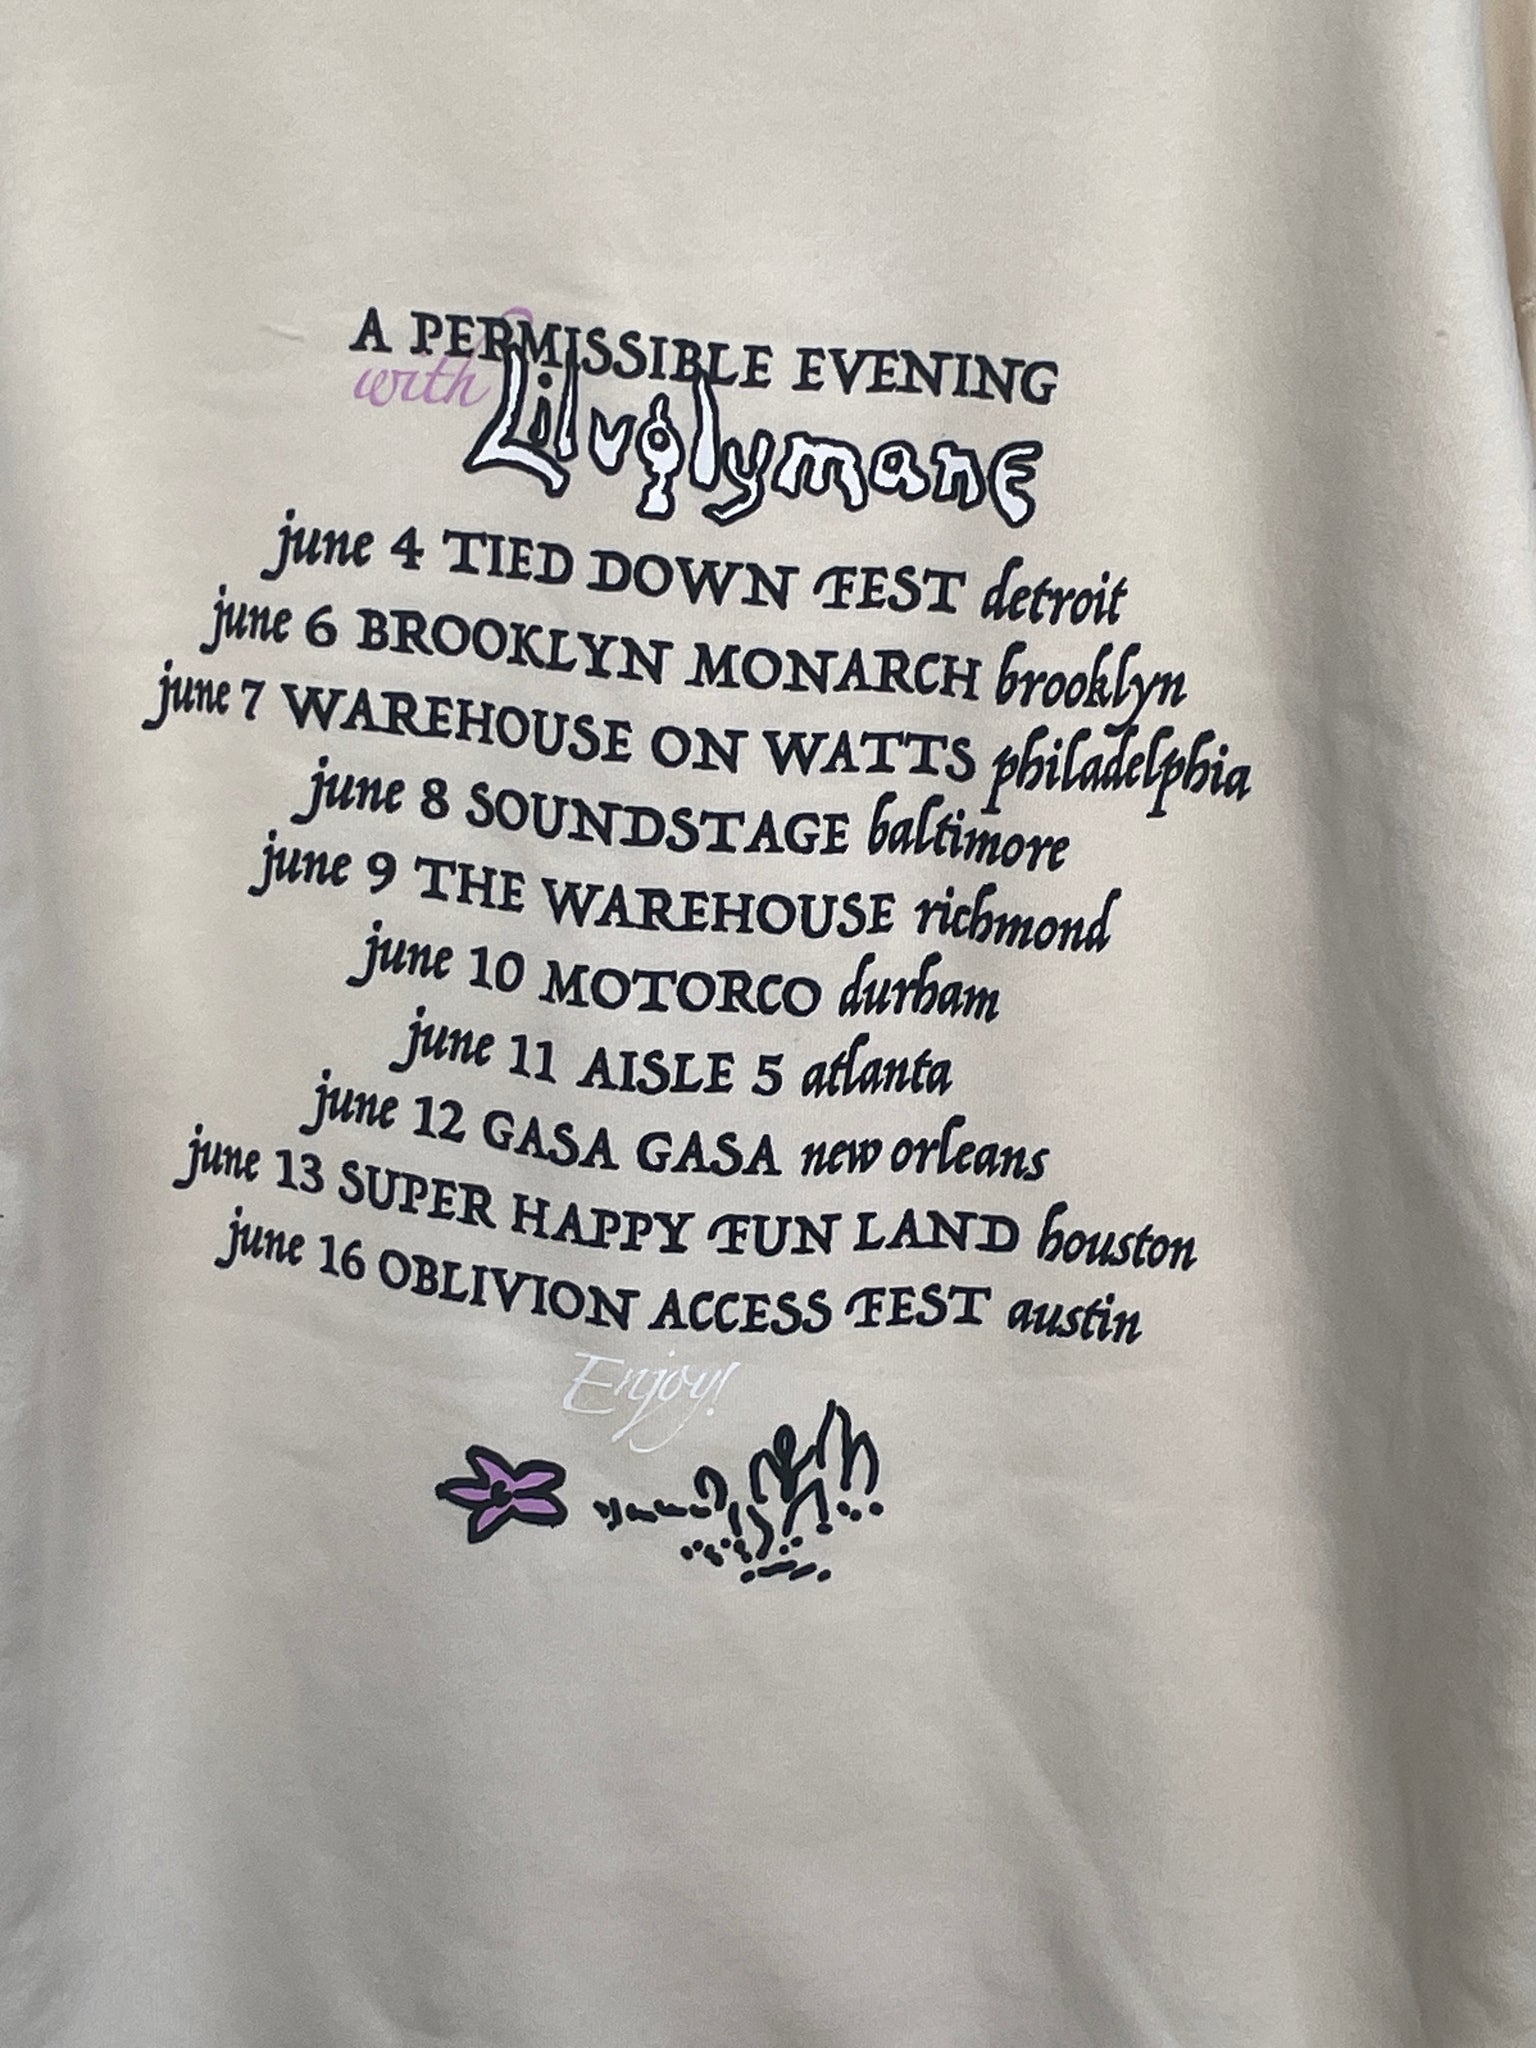 A PERMISSIBLE EVENING
with Lil ugly mane
june 4 TIED DOWN FEST detroit
june 6 BROOKLYN MONARCH brooklyn
june 7 WAREHOUSE ON WATTS philadelphia
june 8 SOUNDSTAGE baltimore
june 9 THE WAREHOUSE richmond
june 10 MOTORCO durham
june 11 AISLE 5 atlanta
june 12 GASA GASA new orleans
june 13 SUPER HAPPY FUN LAND houston
june 16 OBLIVION ACCESS FEST austin
Enjoy!